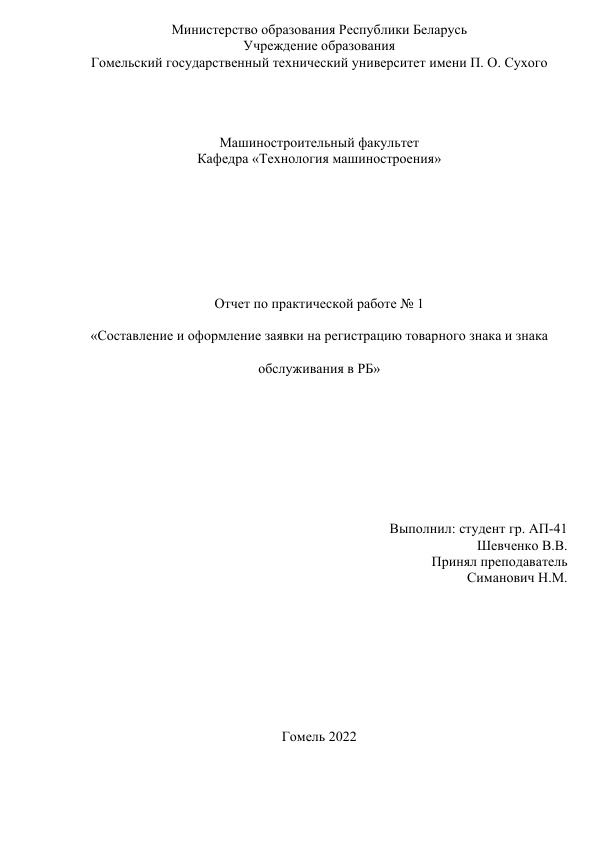 Министерство образования Республики Беларусь
Учреждение образования
Гомельский государственный технический университет имени П. О. Сухого
Машиностроительный факультет
Кафедра «Технология машиностроения»
Отчет по практической работе № 1
«Составление и оформление заявки на регистрацию товарного знака и знака
обслуживания в РБ»
Выполнил: студент гр. АП-41
Шевченко В.В.
Принял преподаватель
Симанович Н.М.
Гомель 2022